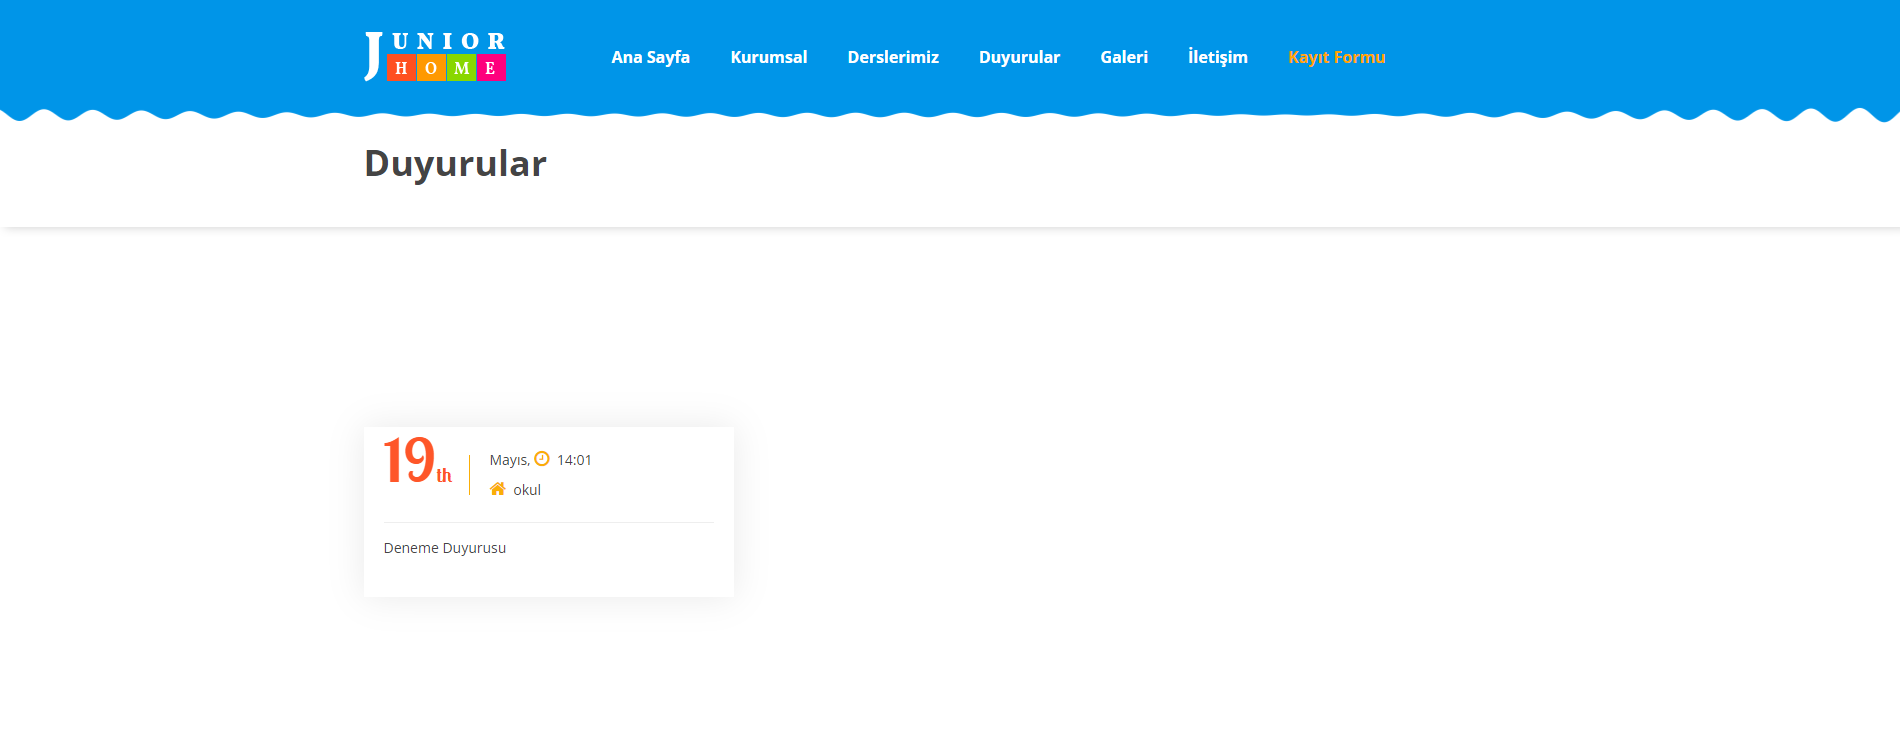 JUNIOR
HOME
Ana Sayfa Kurumsal Derslerimiz Duyurular Galeri İletişim Kayıt Formu
Duyurular
19th
Mayıs, 14:01
okul
Deneme Duyurusu